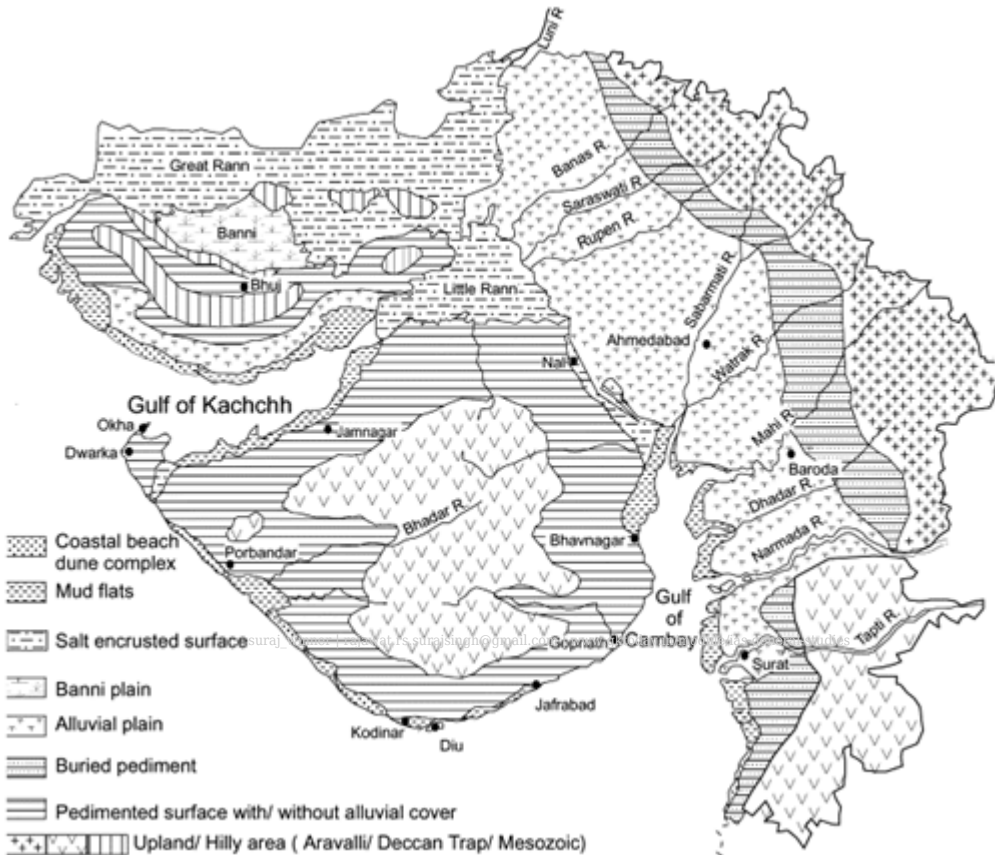 Luni R
Great Rann
Banas R.
Saraswati R.
Rupen R.
Banni
Bhuj
Little Rann
Sabarmati R.
Ahmedabad
Nal
Watrak R
Gulf of Kachchh
Okha
Jamnagar
Dwarka
Mahi R.
Baroda
Dhadar R.
Bhadar R.
Narmada R.
Bhavnagar
Porbandar
Gulf
of
Cambay
Tapti R
Gopnath
Surat
Jafrabad
Kodinar
Diu
Coastal beach
dune complex
Mud flats
Salt encrusted surface
Banni plain
Alluvial plain
Buried pediment
Pedimented surface with/ without alluvial cover
Upland/ Hilly area ( Aravalli/ Deccan Trap/ Mesozoic)